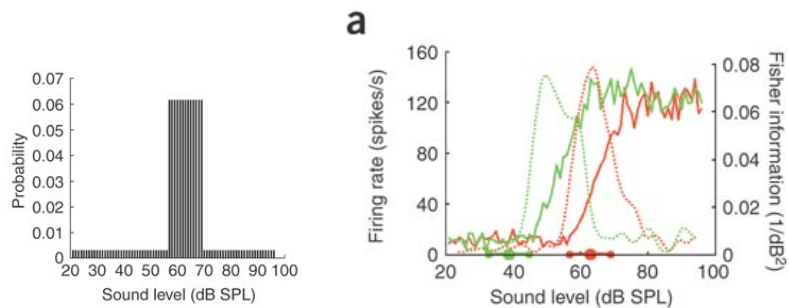 a
0.07
0.06
0.05
0.04
0.03
0.02
0.01
0
Probability
20 30 40 50 60 70 80 90 100
Sound level (dB SPL)
160
120
80
40
0
Firing rate (spikes/s)
0.08
0.06
0.04
0.02
0
Fisher information (1/dB²)
20 40 60 80 100
Sound level (dB SPL)